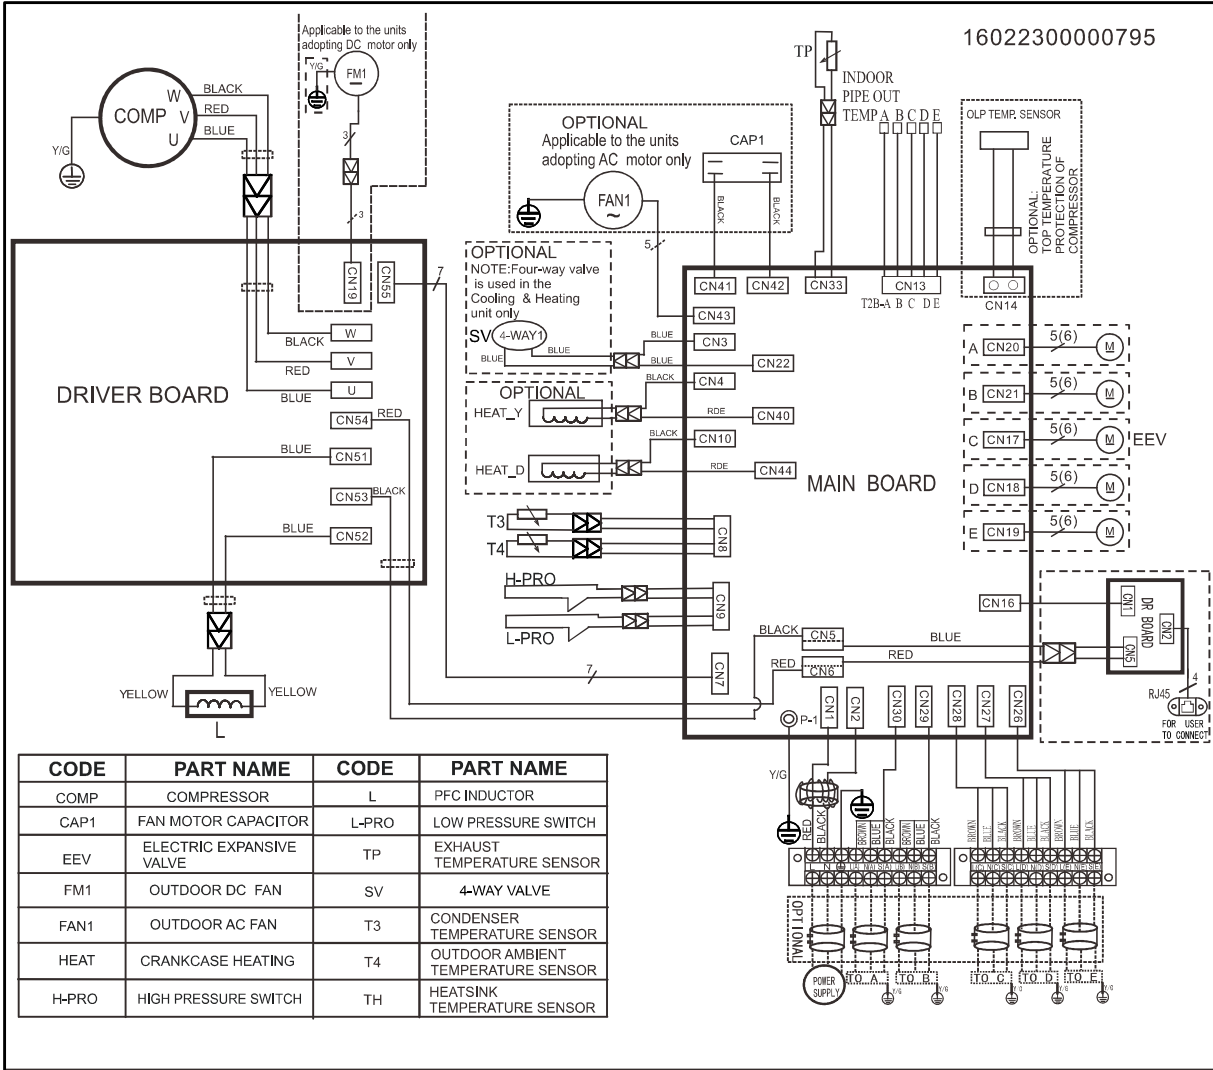 16022300000795
Applicable to the units
adopting DC motor only
Y/G
FM1
3
3
COMP
W
V
U
BLACK
RED
BLUE
Y/G
OPTIONAL
Applicable to the units
adopting AC motor only
FAN1
~
CAP1
BLACK
BLACK
5
TP
INDOOR
PIPE OUT
TEMP
A B C D E
OLP TEMP. SENSOR
OPTIONAL:
TOP TEMPERATURE
PROTECTION OF
COMPRESSOR
CN19
CN55
7
DRIVER BOARD
W
BLACK
V
RED
U
BLUE
CN54
RED
BLUE
CN51
CN53
BLACK
BLUE
CN52
YELLOW
YELLOW
L
OPTIONAL
NOTE:Four-way valve
is used in the
Cooling & Heating
unit only
SV
4-WAY1
BLUE
BLUE
BLUE
BLUE
OPTIONAL
HEAT_Y
HEAT_D
BLACK
RDE
BLACK
RDE
T3
T4
H-PRO
L-PRO
7
CN41
CN42
CN33
CN13
T2B-A B C D E
CN14
CN43
CN3
CN22
CN4
CN40
CN10
CN44
CN8
CN9
CN7
MAIN BOARD
A
CN20
5(6)
M
B
CN21
5(6)
M
C
CN17
5(6)
M
EEV
D
CN18
5(6)
M
E
CN19
5(6)
M
CN16
CN1
DR BOARD
CN2
CN5
4
RJ45
FOR USER
TO CONNECT
BLACK
CN5
BLUE
RED
CN6
RED
P-1
CN1
CN2
CN30
CN29
CN28
CN27
CN26
Y/G
RED
BLACK
BROWN
BLUE
BLACK
BROWN
BLUE
BLACK
BROWN
BLUE
BLACK
BROWN
BLUE
BLACK
BROWN
BLUE
BLACK
L N L(A) N(A) S(A) L(B) N(B) S(B)
L(C) N(C) S(C) L(D) N(D) S(D) L(E) N(E) S(E)
OPTIONAL
POWER
SUPPLY
TO A
Y/G
TO B
Y/G
TO C
Y/G
TO D
Y/G
TO E
Y/G
CODE PART NAME CODE PART NAME
COMP COMPRESSOR L PFC INDUCTOR
CAP1 FAN MOTOR CAPACITOR L-PRO LOW PRESSURE SWITCH
EEV ELECTRIC EXPANSIVE VALVE TP EXHAUST TEMPERATURE SENSOR
FM1 OUTDOOR DC FAN SV 4-WAY VALVE
FAN1 OUTDOOR AC FAN T3 CONDENSER TEMPERATURE SENSOR
HEAT CRANKCASE HEATING T4 OUTDOOR AMBIENT TEMPERATURE SENSOR
H-PRO HIGH PRESSURE SWITCH TH HEATSINK TEMPERATURE SENSOR